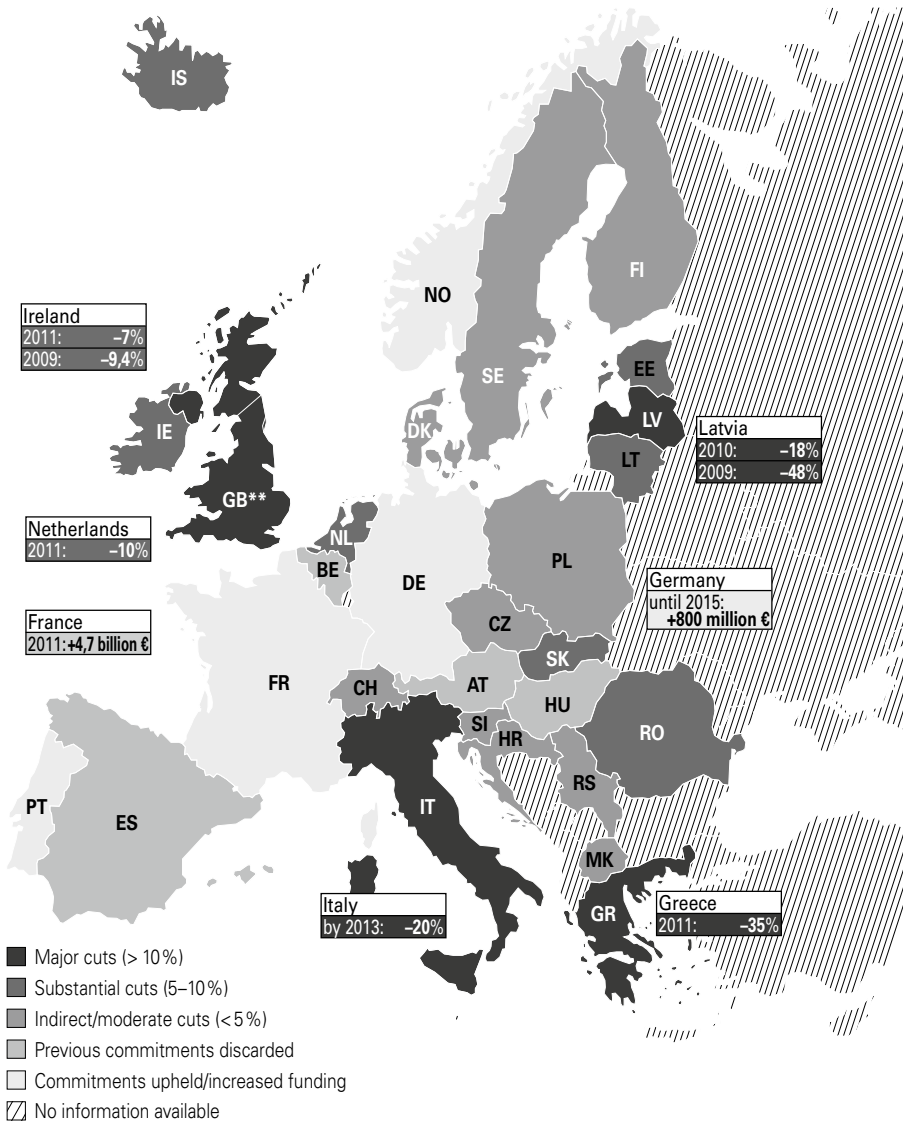 IS
NO
FI
SE
Ireland
2011: –7%
2009: –9,4%
EE
LV
DK
IE
Latvia
2010: –18%
2009: –48%
LT
GB**
Netherlands
2011: –10%
NL
BE
DE
PL
Germany
until 2015:
+800 million €
CZ
France
2011:+4,7 billion €
SK
FR
CH
AT
HU
SI
HR
RO
RS
PT
ES
IT
MK
Italy
by 2013: –20%
GR
Greece
2011: –35%
Major cuts (> 10 %)
Substantial cuts (5–10 %)
Indirect/moderate cuts (< 5 %)
Previous commitments discarded
Commitments upheld/increased funding
No information available